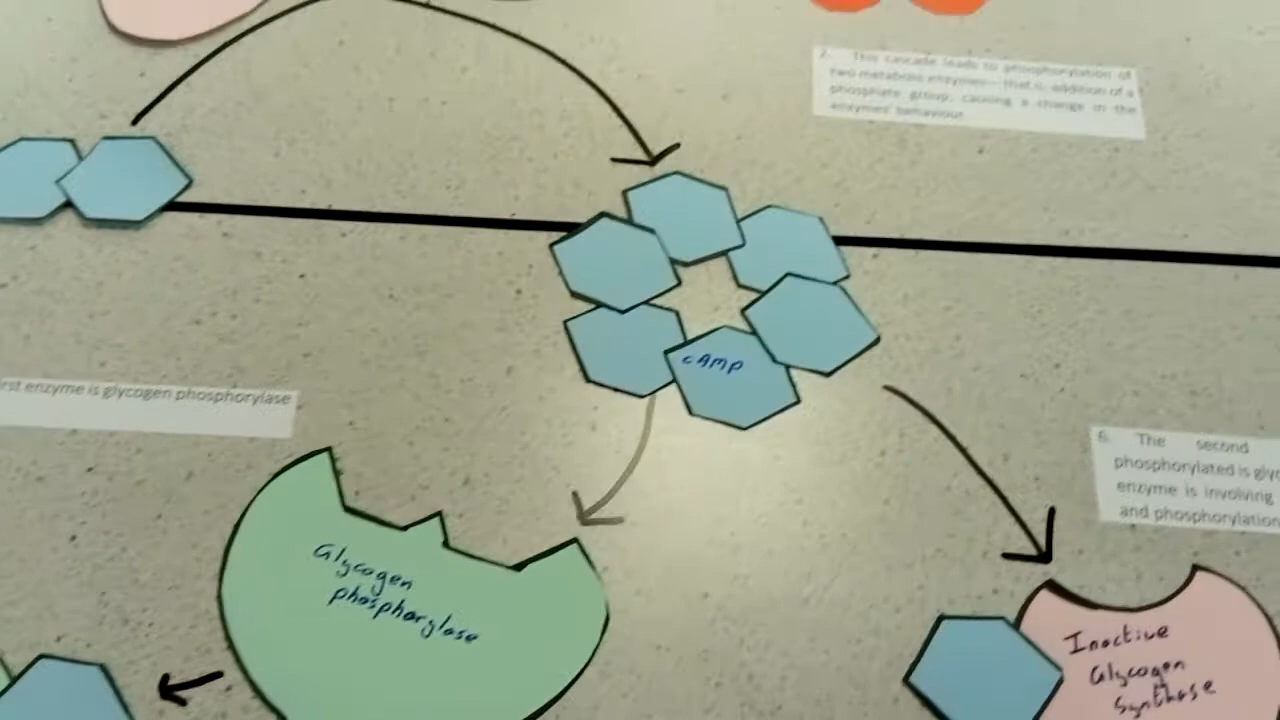 7. This cascade leads to phosphorylation of
two metabolic enzymes—that is, addition of a
phosphate group, causing a change in the
enzymes' behaviour.
cAMP
rst enzyme is glycogen phosphorylase
6. The second
phosphorylated is glyc
enzyme is involving
and phosphorylation
Glycogen
phosphorylase
Inactive
Glycogen
Synthase